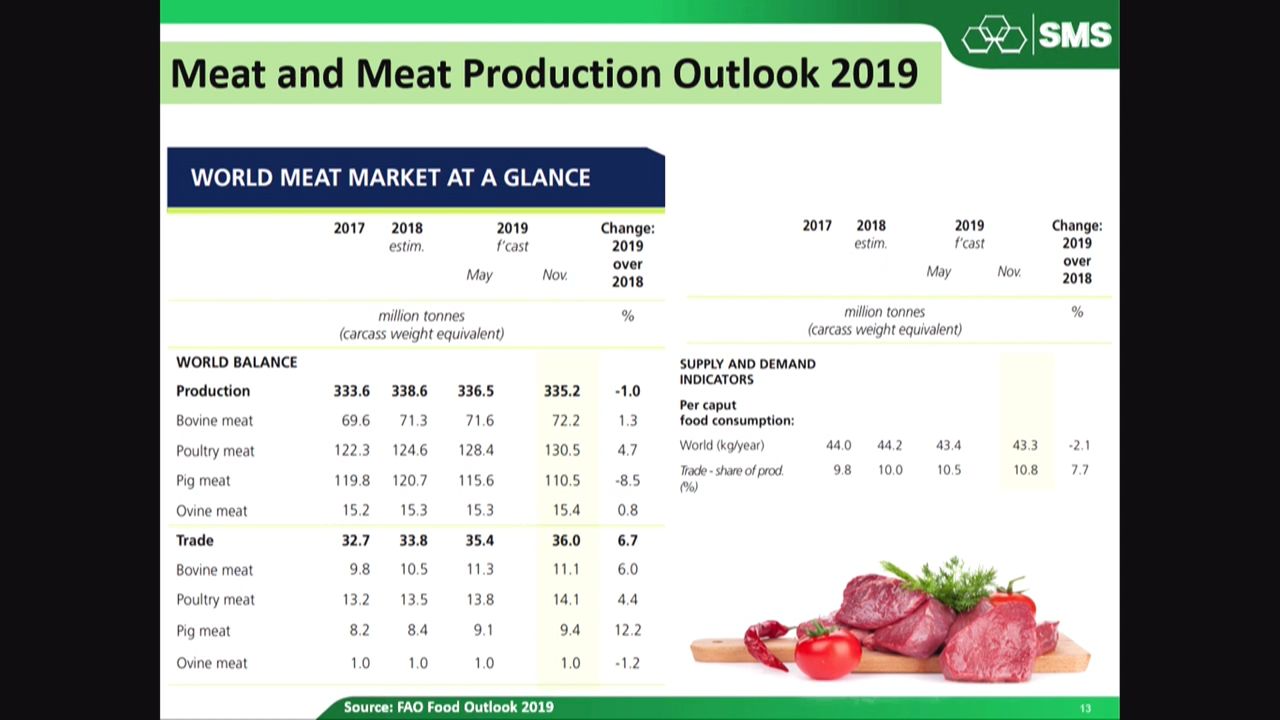 SMS
Meat and Meat Production Outlook 2019
WORLD MEAT MARKET AT A GLANCE
2017 2018 2019 Change:
estim. f'cast 2019
over
May Nov. 2018
million tonnes %
(carcass weight equivalent)
WORLD BALANCE
Production 333.6 338.6 336.5 335.2 -1.0
Bovine meat 69.6 71.3 71.6 72.2 1.3
Poultry meat 122.3 124.6 128.4 130.5 4.7
Pig meat 119.8 120.7 115.6 110.5 -8.5
Ovine meat 15.2 15.3 15.3 15.4 0.8
Trade 32.7 33.8 35.4 36.0 6.7
Bovine meat 9.8 10.5 11.3 11.1 6.0
Poultry meat 13.2 13.5 13.8 14.1 4.4
Pig meat 8.2 8.4 9.1 9.4 12.2
Ovine meat 1.0 1.0 1.0 1.0 -1.2
2017 2018 2019 Change:
estim. f'cast 2019
over
May Nov. 2018
million tonnes %
(carcass weight equivalent)
SUPPLY AND DEMAND
INDICATORS
Per caput
food consumption:
World (kg/year) 44.0 44.2 43.4 43.3 -2.1
Trade - share of prod. 9.8 10.0 10.5 10.8 7.7
(%)
Source: FAO Food Outlook 2019
13